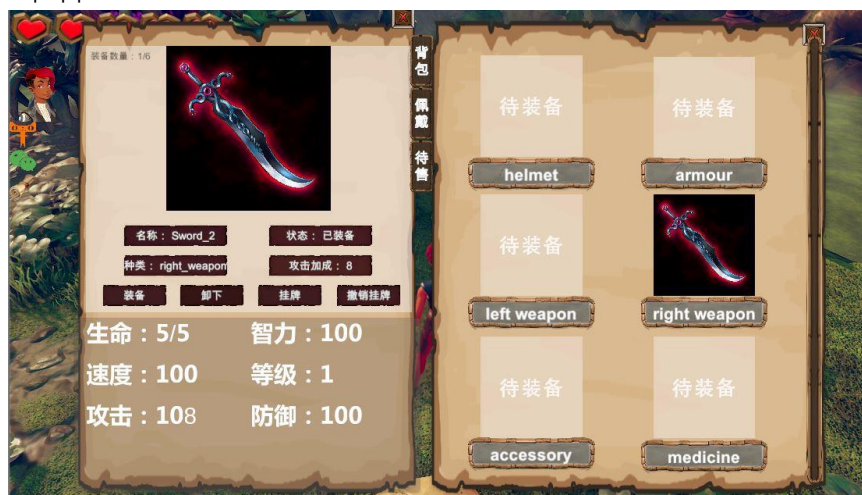 装备数量：1/6
名称：Sword_2
状态：已装备
种类：right_weapon
攻击加成：8
装备
卸下
挂牌
撤销挂牌
生命：5/5
智力：100
速度：100
等级：1
攻击：108
防御：100
背包
佩戴
待售
待装备
待装备
helmet
armour
待装备
left weapon
right weapon
待装备
待装备
accessory
medicine